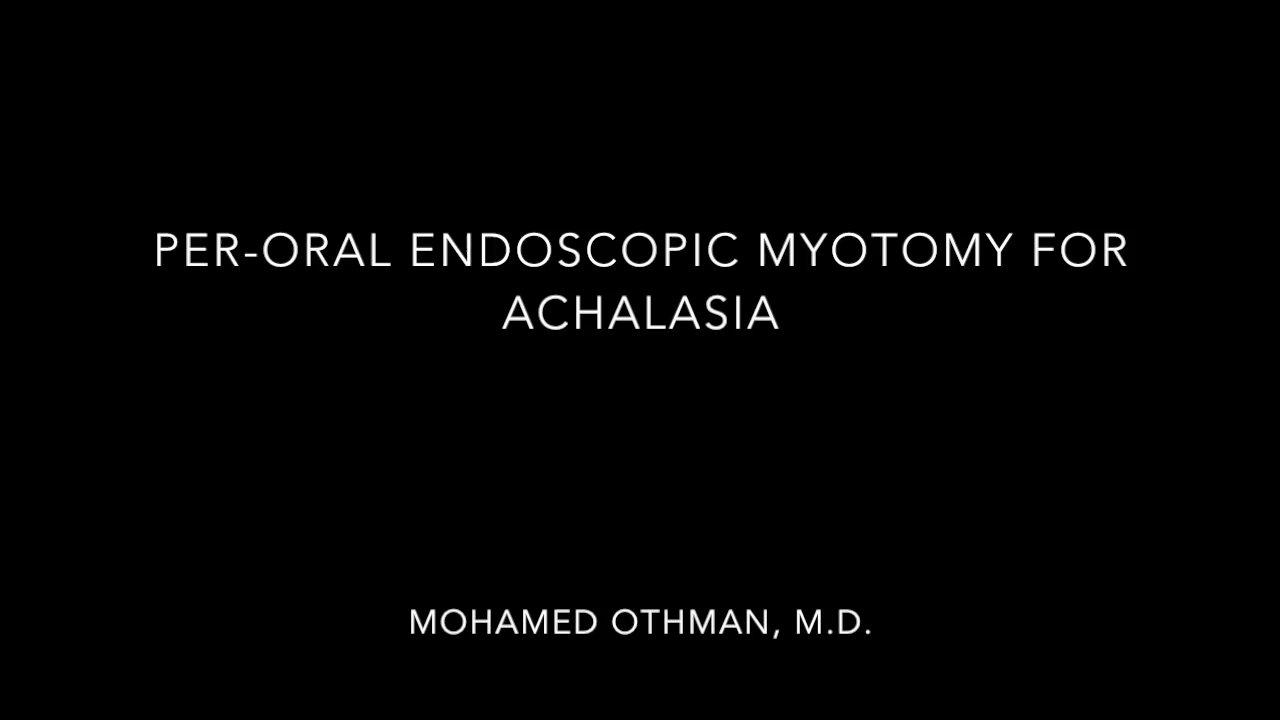 PER-ORAL ENDOSCOPIC MYOTOMY FOR
ACHALASIA
MOHAMED OTHMAN, M.D.